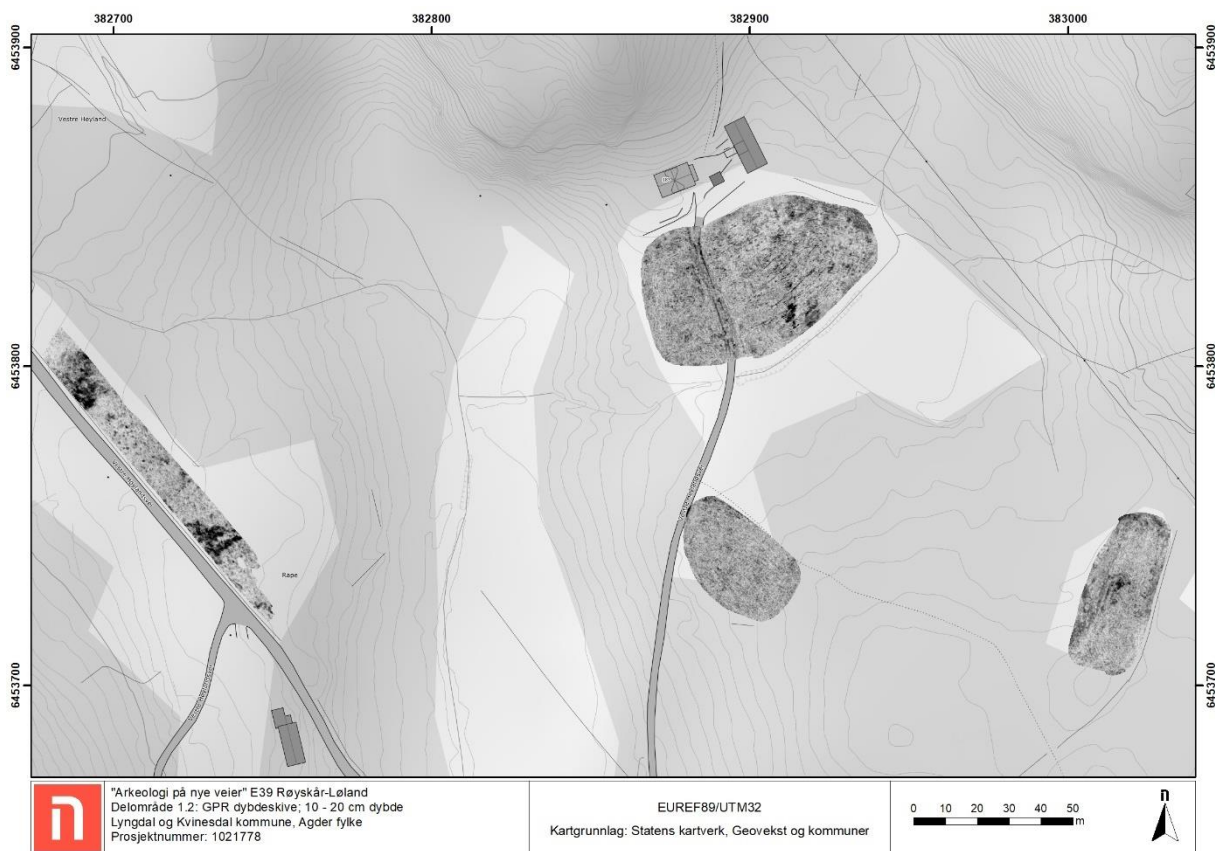 382700
382800
382900
383000
6453900
6453900
Vestre Høyland
6453800
6453800
Rape
6453700
6453700
"Arkeologi på nye veier" E39 Røyskår-Løland
Delområde 1.2: GPR dybdeskive; 10 - 20 cm dybde
Lyngdal og Kvinesdal kommune, Agder fylke
Prosjektnummer: 1021778
EUREF89/UTM32
Kartgrunnlag: Statens kartverk, Geovekst og kommuner
0 10 20 30 40 50
m
n
n